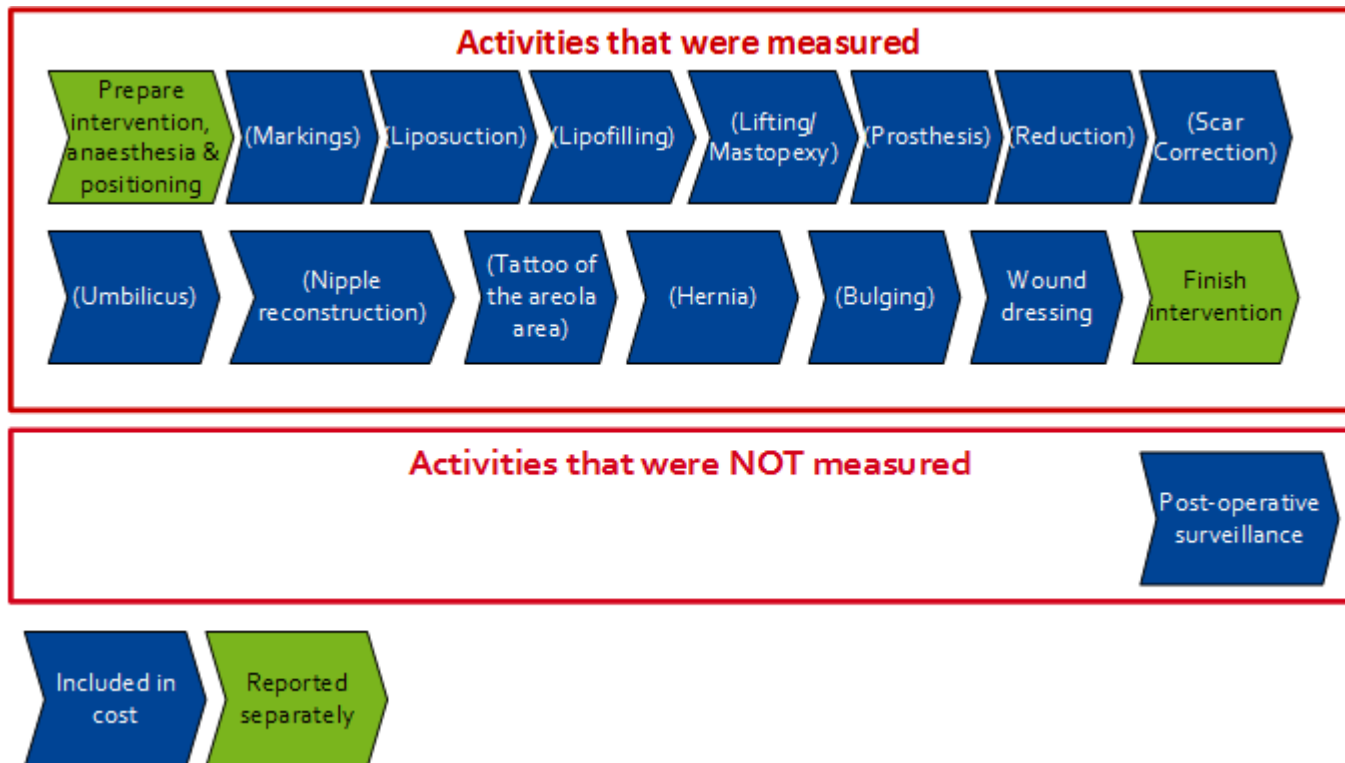 Activities that were measured
Prepare
intervention,
anaesthesia &
positioning
(Markings)
(Liposuction)
(Lipofilling)
(Lifting/
Mastopexy)
(Prosthesis)
(Reduction)
(Scar
Correction)
(Umbilicus)
(Nipple
reconstruction)
(Tattoo of
the areola
area)
(Hernia)
(Bulging)
Wound
dressing
Finish
intervention
Activities that were NOT measured
Post-operative
surveillance
Included in
cost
Reported
separately